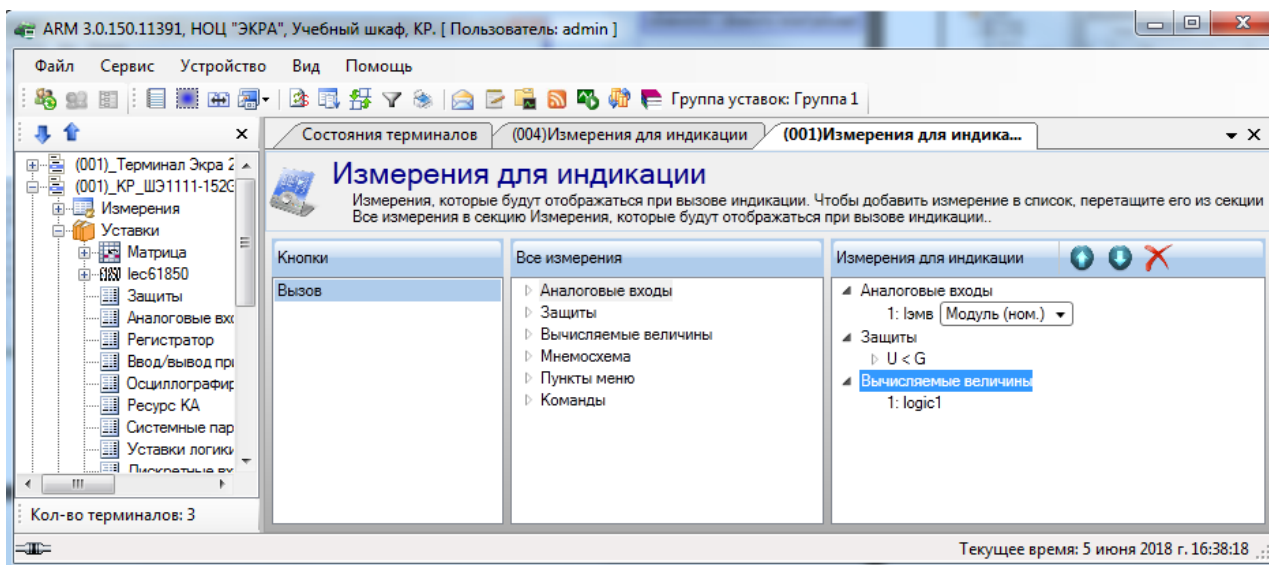 ARM 3.0.150.11391, НОЦ "ЭКРА", Учебный шкаф, КР. [ Пользователь: admin ]
Файл Сервис Устройство Вид Помощь
Группа уставок: Группа 1
Состояния терминалов (004)Измерения для индикации (001)Измерения для индика...
(001)_Терминал Экра 2
(001)_КР_ШЭ1111-152С
Измерения
Уставки
Матрица
Iec61850
Защиты
Аналоговые вхо
Регистратор
Ввод/вывод при
Осциллографир
Ресурс КА
Системные пар
Уставки логики
Дискретные вх
Кол-во терминалов: 3
Измерения для индикации
Измерения, которые будут отображаться при вызове индикации. Чтобы добавить измерение в список, перетащите его из секции
Все измерения в секцию Измерения, которые будут отображаться при вызове индикации..
Кнопки
Вызов
Все измерения
Аналоговые входы
Защиты
Вычисляемые величины
Мнемосхема
Пункты меню
Команды
Измерения для индикации
Аналоговые входы
1: Iэмв Модуль (ном.)
Защиты
U < G
Вычисляемые величины
1: logic1
Текущее время: 5 июня 2018 г. 16:38:18